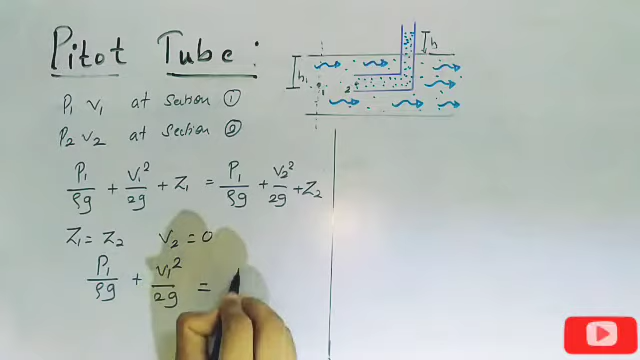 Pitot Tube:
P₁ V₁ at section ①
P₂ V₂ at section ②
P₁/ρg + V₁²/2g + Z₁ = P₁/ρg + V₂²/2g + Z₂
Z₁ = Z₂ V₂ = 0
P₁/ρg + V₁²/2g =
h
h₁
1
2